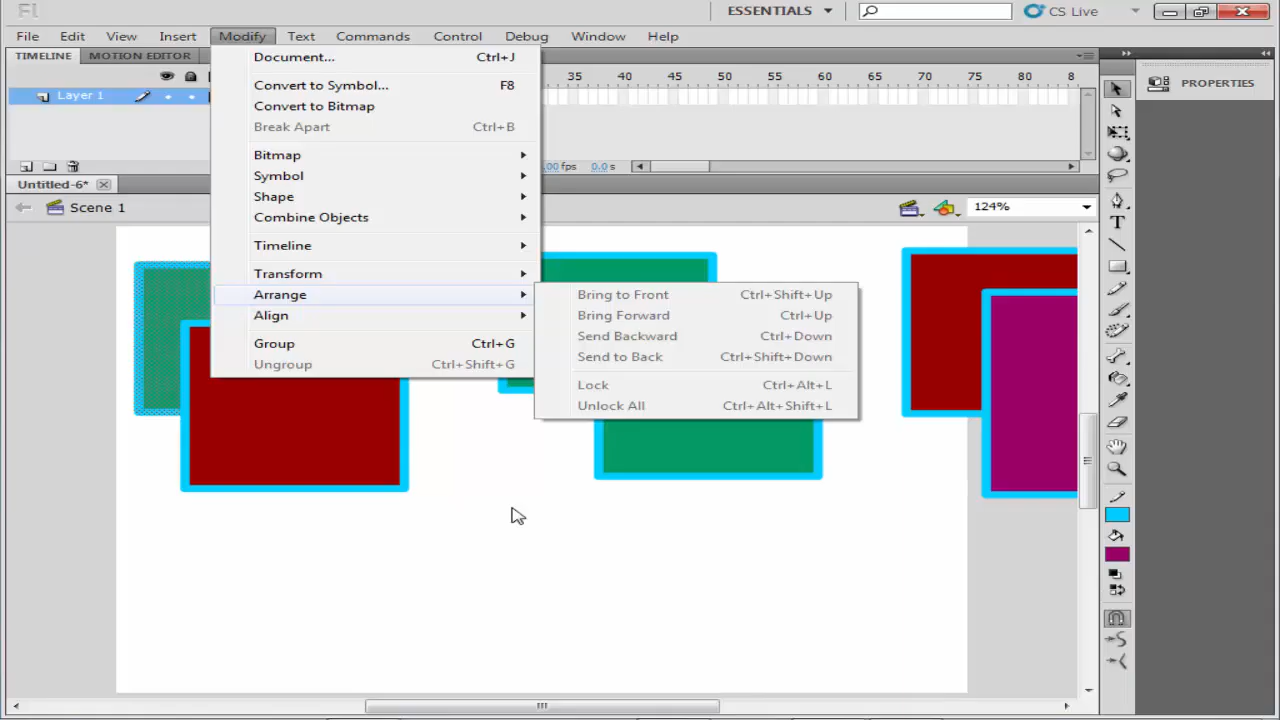 Fl
ESSENTIALS
CS Live
File Edit View Insert Modify Text Commands Control Debug Window Help
TIMELINE MOTION EDITOR
Document... Ctrl+J
35 40 45 50 55 60 65 70 75 80 8
PROPERTIES
Layer 1
Convert to Symbol... F8
Convert to Bitmap
Break Apart Ctrl+B
Bitmap
.00 fps 0.0 s
Symbol
Untitled-6*
Shape
Scene 1
124%
Combine Objects
Timeline
Transform
Arrange
Bring to Front Ctrl+Shift+Up
Align
Bring Forward Ctrl+Up
Send Backward Ctrl+Down
Group Ctrl+G
Send to Back Ctrl+Shift+Down
Ungroup Ctrl+Shift+G
Lock Ctrl+Alt+L
Unlock All Ctrl+Alt+Shift+L